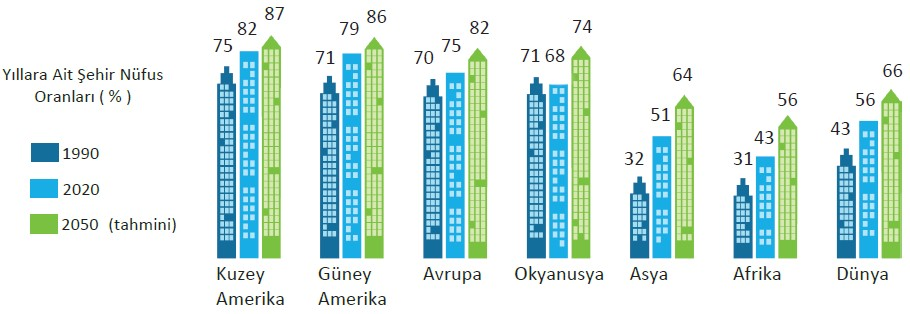 Yıllara Ait Şehir Nüfus
Oranları ( % )
1990
2020
2050 (tahmini)
75 82 87
71 79 86
70 75 82
71 68 74
32 51 64
31 43 56
43 56 66
Kuzey
Amerika
Güney
Amerika
Avrupa
Okyanusya
Asya
Afrika
Dünya